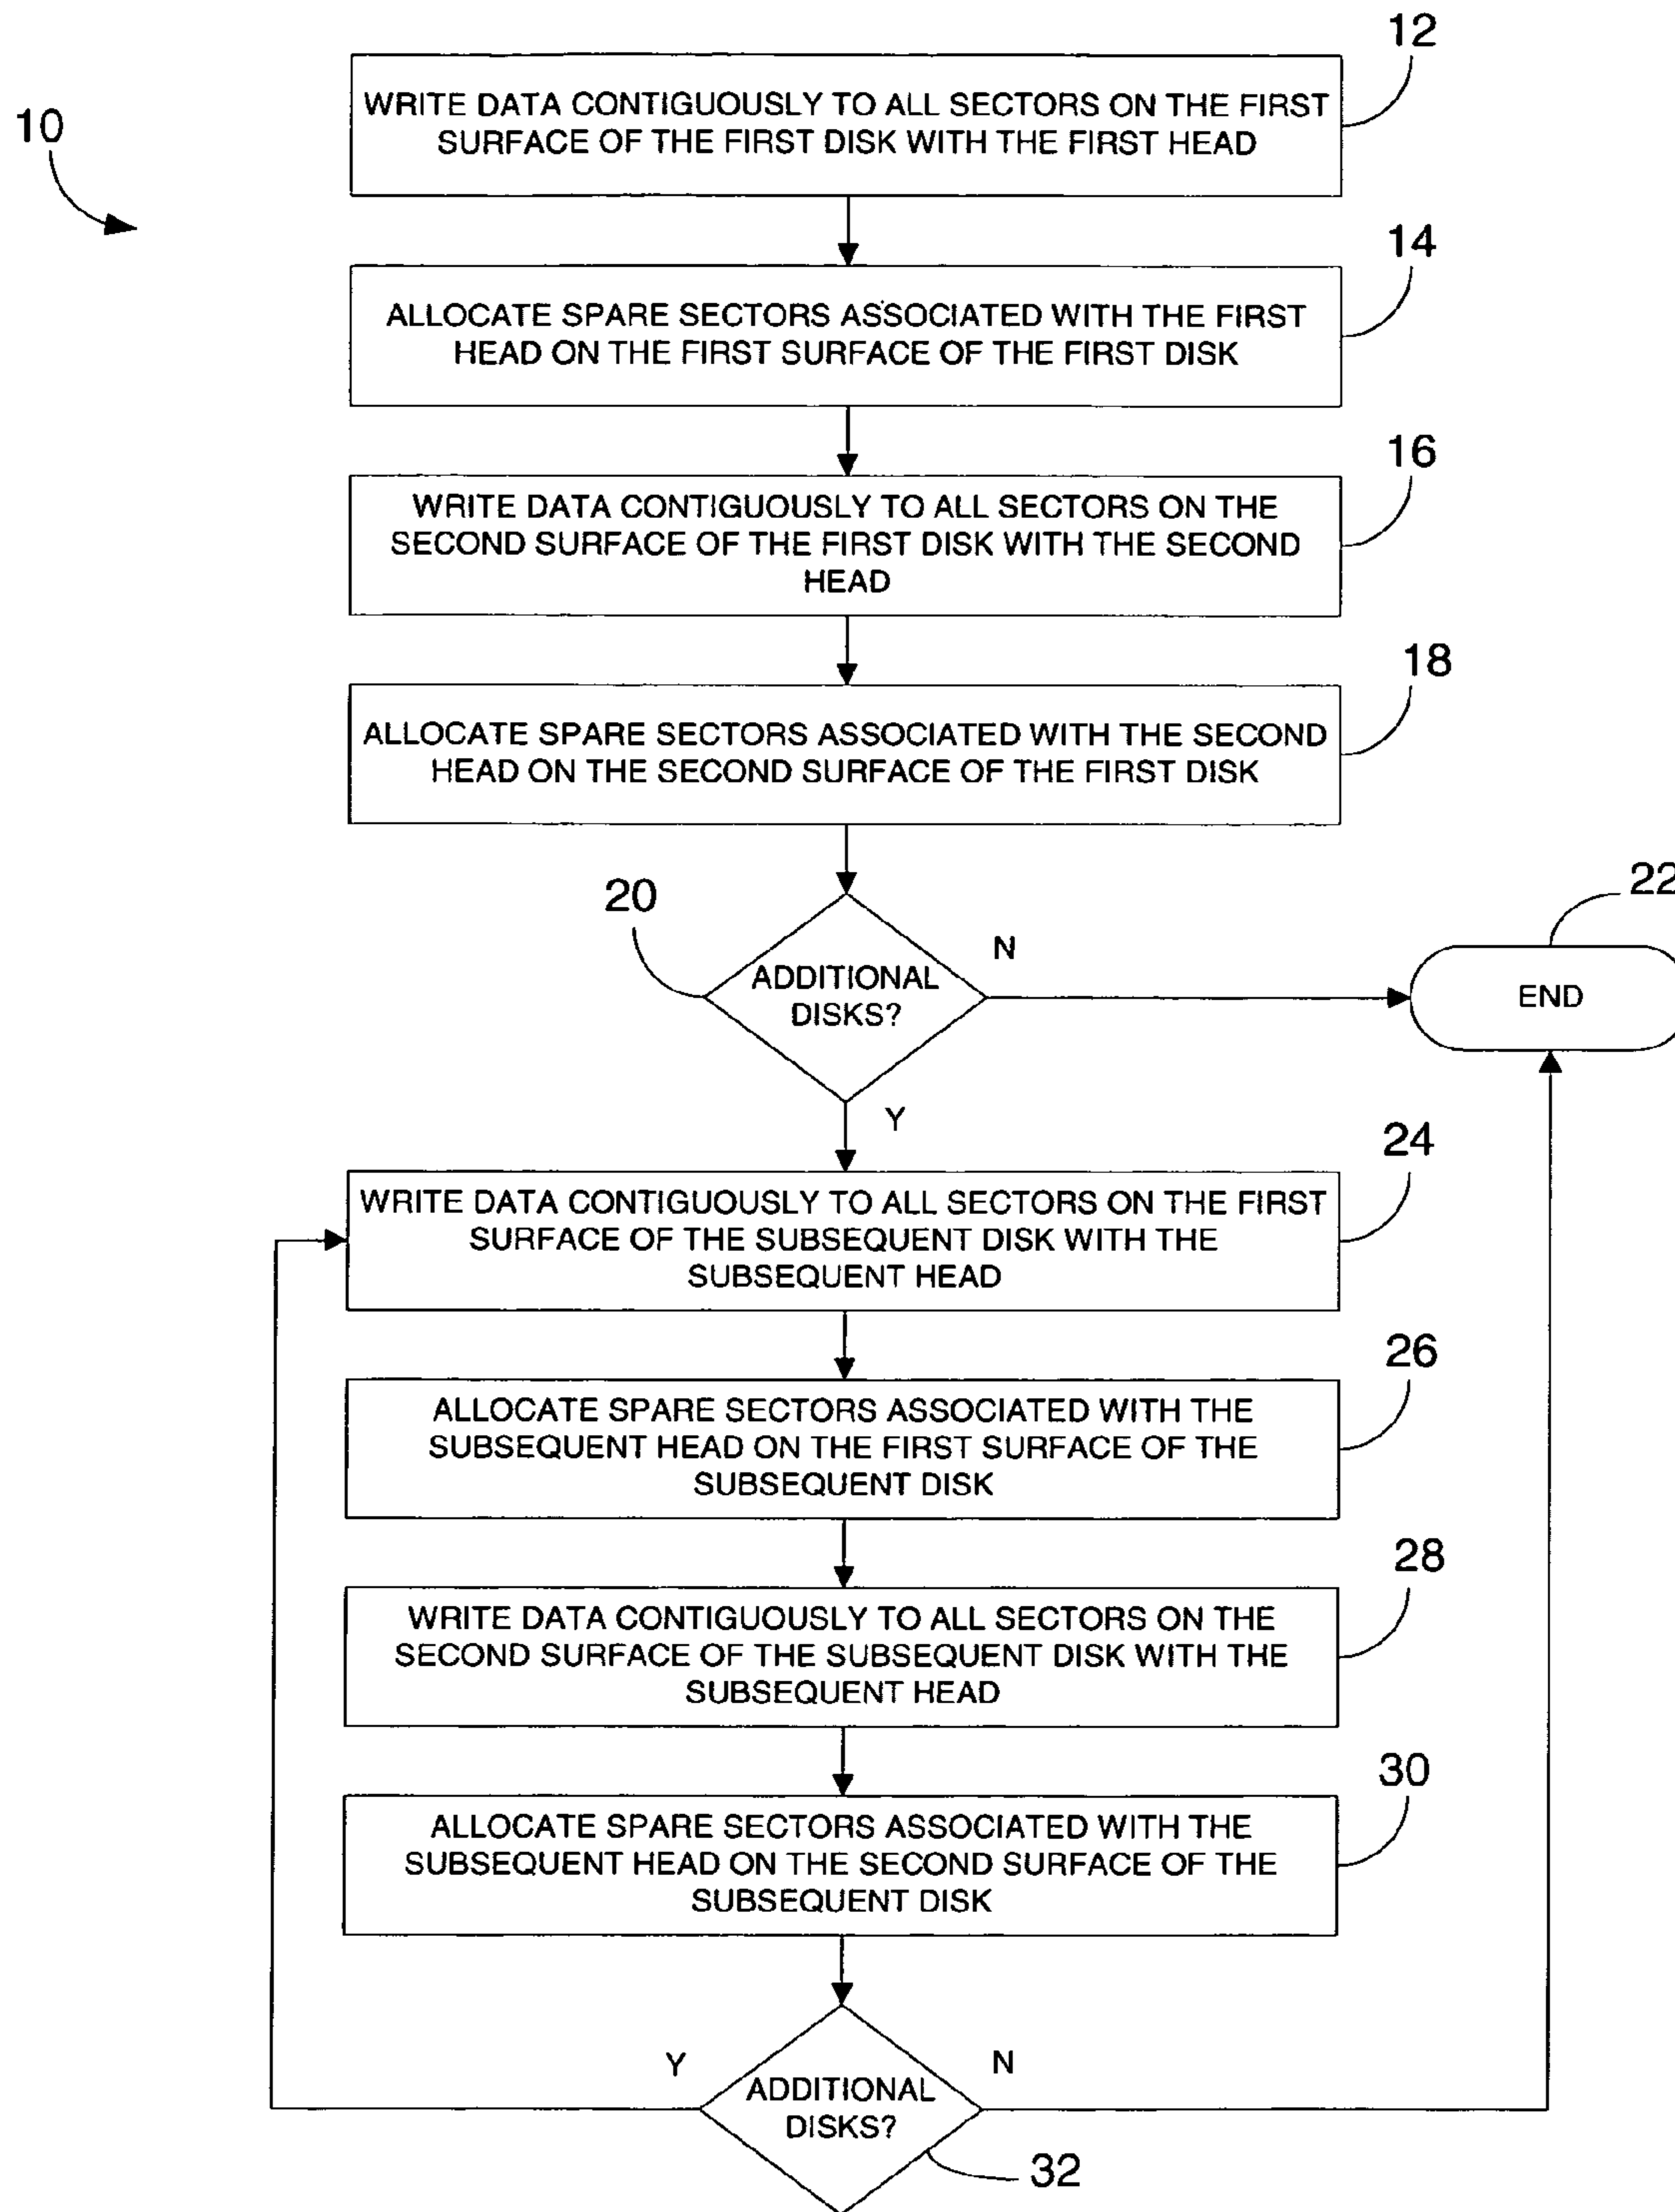 12
WRITE DATA CONTIGUOUSLY TO ALL SECTORS ON THE FIRST
SURFACE OF THE FIRST DISK WITH THE FIRST HEAD
10
14
ALLOCATE SPARE SECTORS ASSOCIATED WITH THE FIRST
HEAD ON THE FIRST SURFACE OF THE FIRST DISK
16
WRITE DATA CONTIGUOUSLY TO ALL SECTORS ON THE
SECOND SURFACE OF THE FIRST DISK WITH THE SECOND
HEAD
18
ALLOCATE SPARE SECTORS ASSOCIATED WITH THE SECOND
HEAD ON THE SECOND SURFACE OF THE FIRST DISK
20
22
N
ADDITIONAL
DISKS?
END
Y
24
WRITE DATA CONTIGUOUSLY TO ALL SECTORS ON THE FIRST
SURFACE OF THE SUBSEQUENT DISK WITH THE
SUBSEQUENT HEAD
26
ALLOCATE SPARE SECTORS ASSOCIATED WITH THE
SUBSEQUENT HEAD ON THE FIRST SURFACE OF THE
SUBSEQUENT DISK
28
WRITE DATA CONTIGUOUSLY TO ALL SECTORS ON THE
SECOND SURFACE OF THE SUBSEQUENT DISK WITH THE
SUBSEQUENT HEAD
30
ALLOCATE SPARE SECTORS ASSOCIATED WITH THE
SUBSEQUENT HEAD ON THE SECOND SURFACE OF THE
SUBSEQUENT DISK
Y
N
ADDITIONAL
DISKS?
32